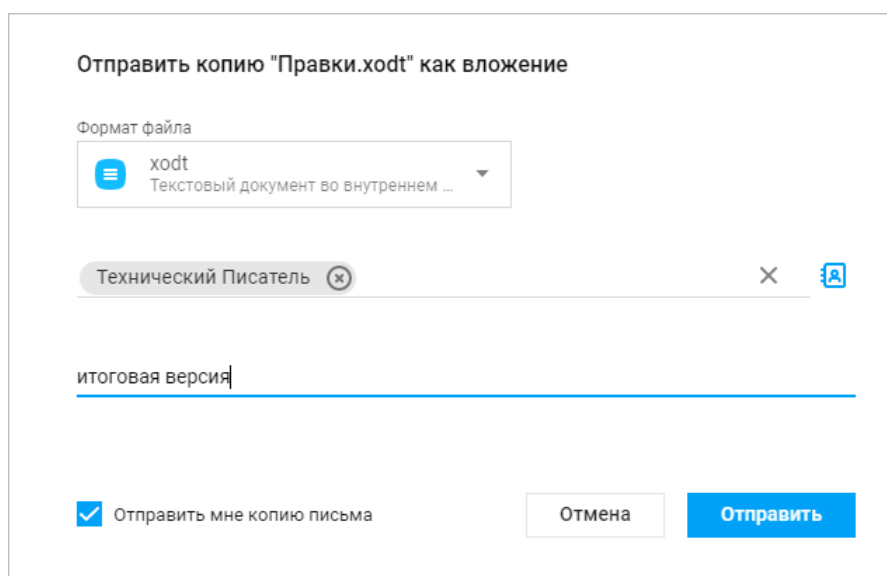 Отправить копию "Правки.xodt" как вложение
Формат файла
xodt
Текстовый документ во внутреннем ...
Технический Писатель
итоговая версия
Отправить мне копию письма
Отмена
Отправить